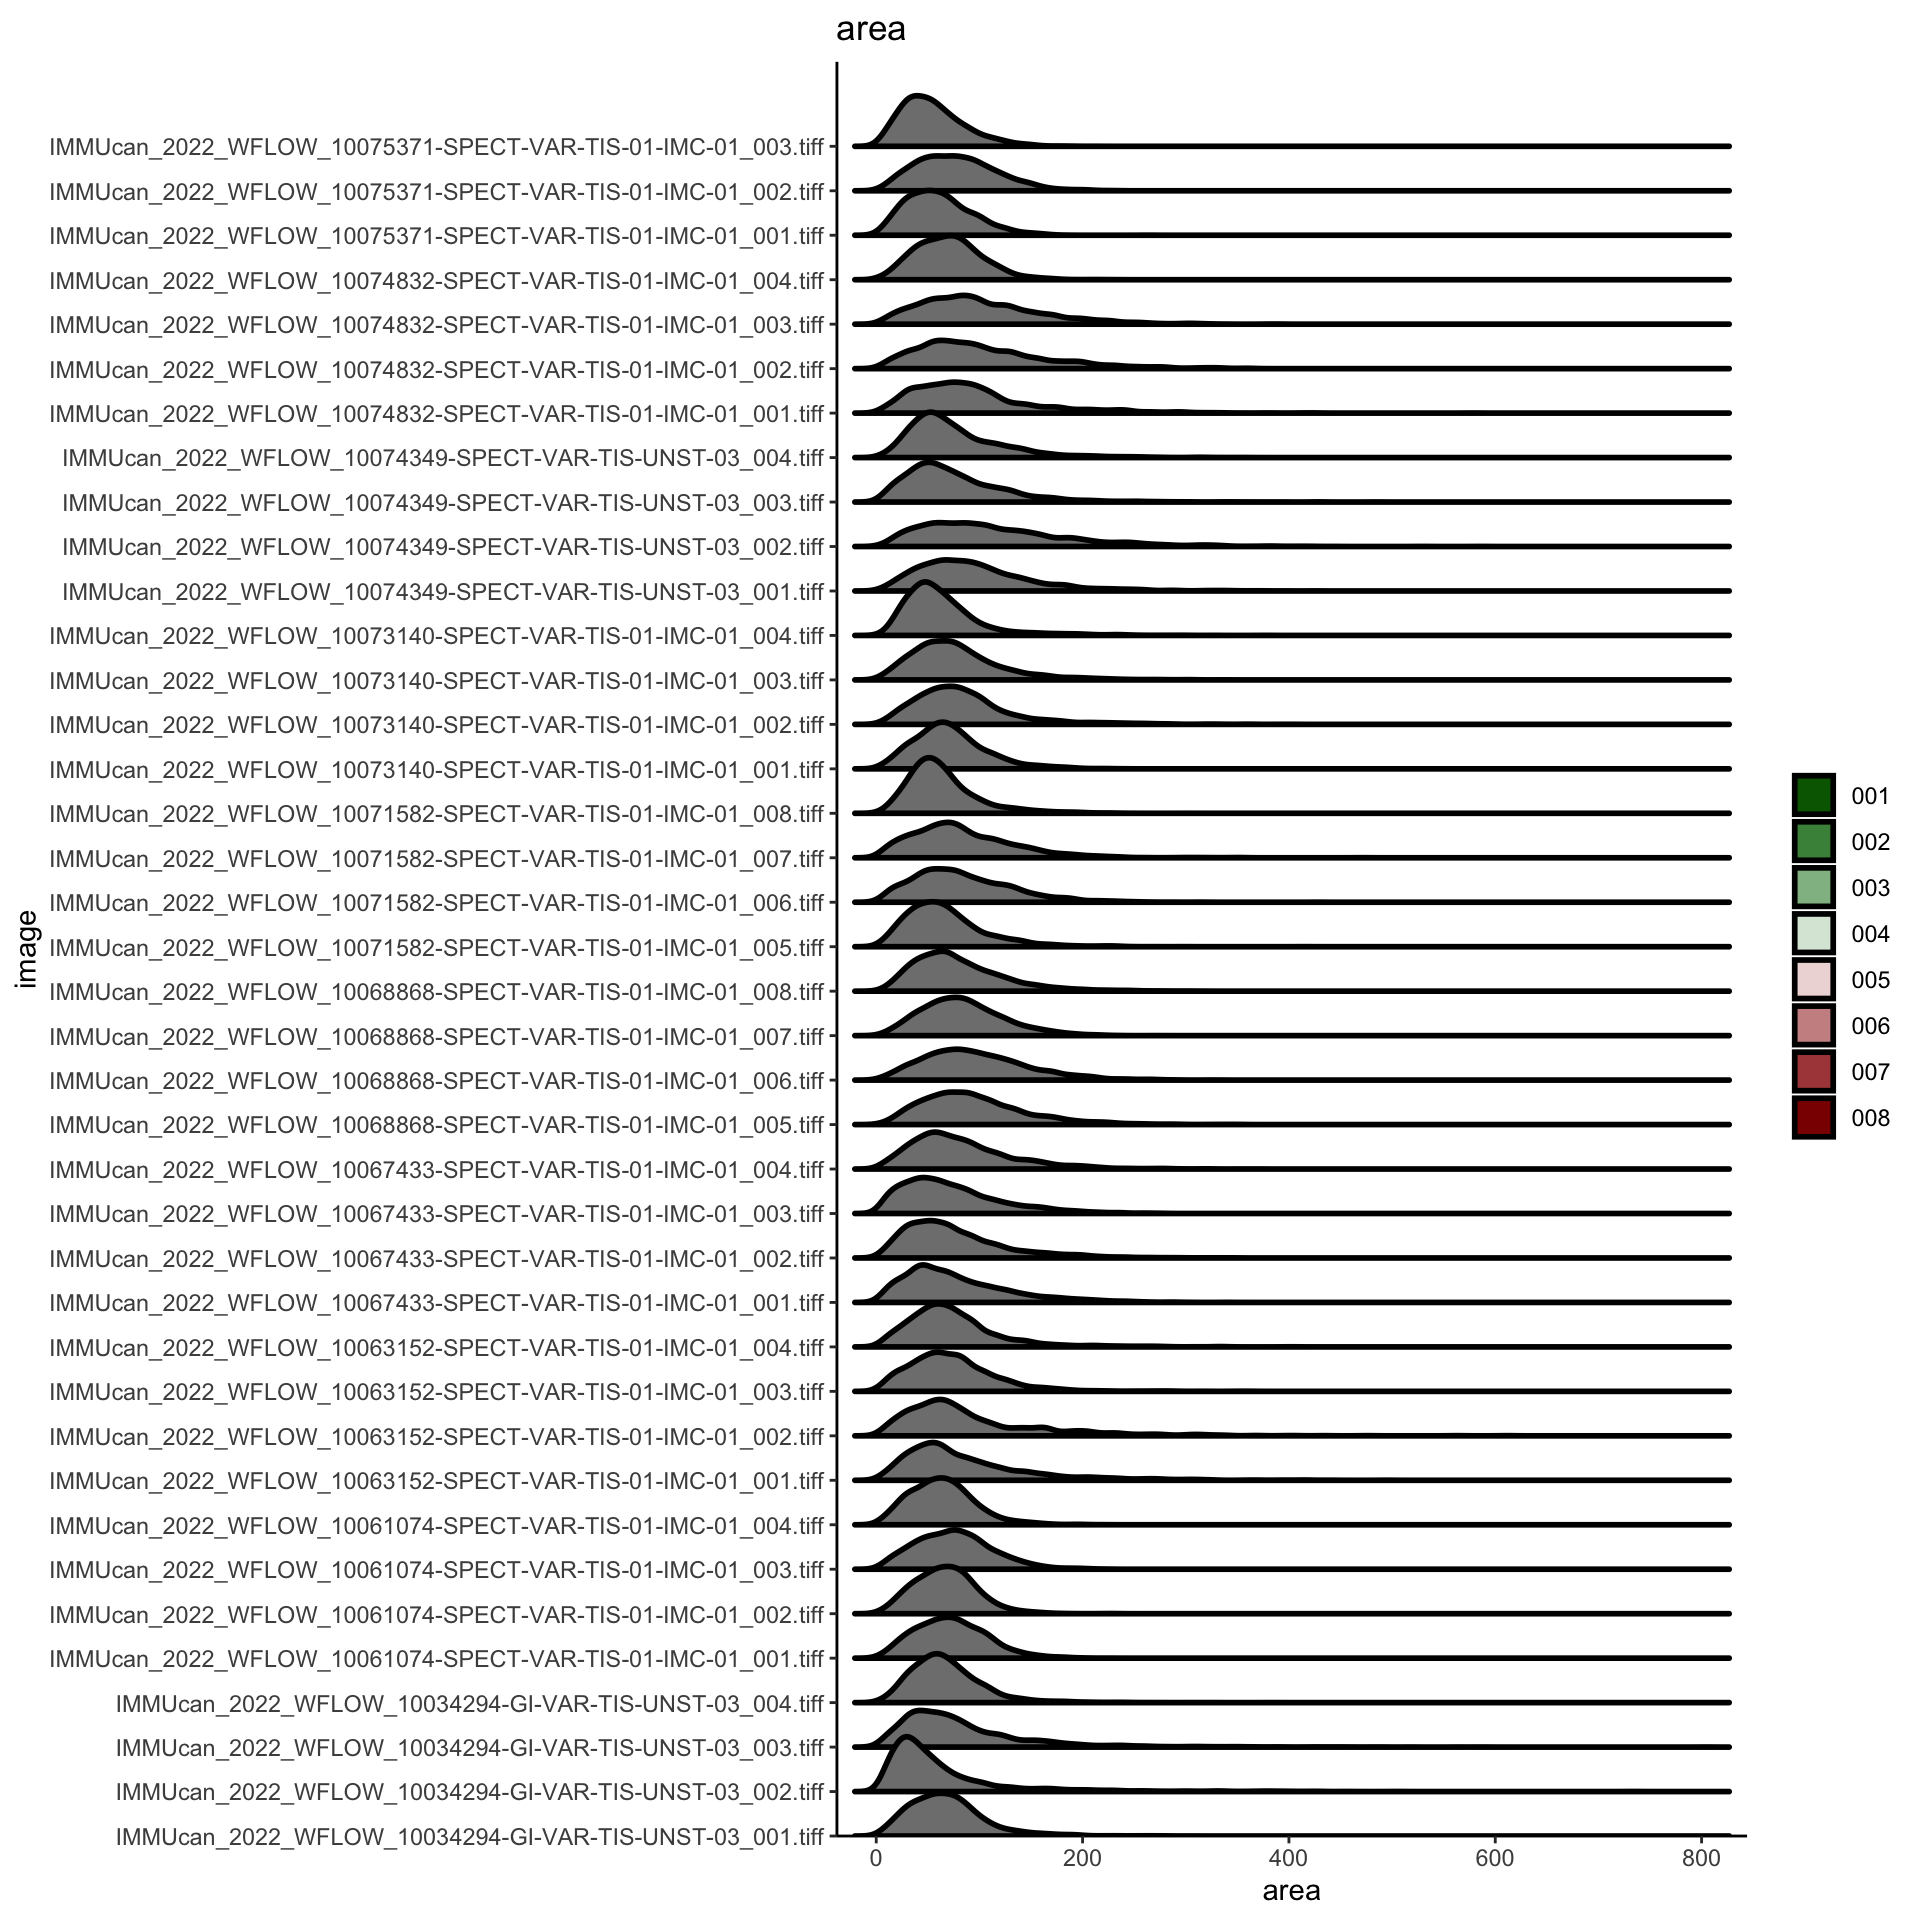 area
IMMUcan_2022_WFLOW_10075371-SPECT-VAR-TIS-01-IMC-01_003.tiff
IMMUcan_2022_WFLOW_10075371-SPECT-VAR-TIS-01-IMC-01_002.tiff
IMMUcan_2022_WFLOW_10075371-SPECT-VAR-TIS-01-IMC-01_001.tiff
IMMUcan_2022_WFLOW_10074832-SPECT-VAR-TIS-01-IMC-01_004.tiff
IMMUcan_2022_WFLOW_10074832-SPECT-VAR-TIS-01-IMC-01_003.tiff
IMMUcan_2022_WFLOW_10074832-SPECT-VAR-TIS-01-IMC-01_002.tiff
IMMUcan_2022_WFLOW_10074832-SPECT-VAR-TIS-01-IMC-01_001.tiff
IMMUcan_2022_WFLOW_10074349-SPECT-VAR-TIS-UNST-03_004.tiff
IMMUcan_2022_WFLOW_10074349-SPECT-VAR-TIS-UNST-03_003.tiff
IMMUcan_2022_WFLOW_10074349-SPECT-VAR-TIS-UNST-03_002.tiff
IMMUcan_2022_WFLOW_10074349-SPECT-VAR-TIS-UNST-03_001.tiff
IMMUcan_2022_WFLOW_10073140-SPECT-VAR-TIS-01-IMC-01_004.tiff
IMMUcan_2022_WFLOW_10073140-SPECT-VAR-TIS-01-IMC-01_003.tiff
IMMUcan_2022_WFLOW_10073140-SPECT-VAR-TIS-01-IMC-01_002.tiff
IMMUcan_2022_WFLOW_10073140-SPECT-VAR-TIS-01-IMC-01_001.tiff
IMMUcan_2022_WFLOW_10071582-SPECT-VAR-TIS-01-IMC-01_008.tiff
IMMUcan_2022_WFLOW_10071582-SPECT-VAR-TIS-01-IMC-01_007.tiff
IMMUcan_2022_WFLOW_10071582-SPECT-VAR-TIS-01-IMC-01_006.tiff
IMMUcan_2022_WFLOW_10071582-SPECT-VAR-TIS-01-IMC-01_005.tiff
IMMUcan_2022_WFLOW_10068868-SPECT-VAR-TIS-01-IMC-01_008.tiff
IMMUcan_2022_WFLOW_10068868-SPECT-VAR-TIS-01-IMC-01_007.tiff
IMMUcan_2022_WFLOW_10068868-SPECT-VAR-TIS-01-IMC-01_006.tiff
IMMUcan_2022_WFLOW_10068868-SPECT-VAR-TIS-01-IMC-01_005.tiff
IMMUcan_2022_WFLOW_10067433-SPECT-VAR-TIS-01-IMC-01_004.tiff
IMMUcan_2022_WFLOW_10067433-SPECT-VAR-TIS-01-IMC-01_003.tiff
IMMUcan_2022_WFLOW_10067433-SPECT-VAR-TIS-01-IMC-01_002.tiff
IMMUcan_2022_WFLOW_10067433-SPECT-VAR-TIS-01-IMC-01_001.tiff
IMMUcan_2022_WFLOW_10063152-SPECT-VAR-TIS-01-IMC-01_004.tiff
IMMUcan_2022_WFLOW_10063152-SPECT-VAR-TIS-01-IMC-01_003.tiff
IMMUcan_2022_WFLOW_10063152-SPECT-VAR-TIS-01-IMC-01_002.tiff
IMMUcan_2022_WFLOW_10063152-SPECT-VAR-TIS-01-IMC-01_001.tiff
IMMUcan_2022_WFLOW_10061074-SPECT-VAR-TIS-01-IMC-01_004.tiff
IMMUcan_2022_WFLOW_10061074-SPECT-VAR-TIS-01-IMC-01_003.tiff
IMMUcan_2022_WFLOW_10061074-SPECT-VAR-TIS-01-IMC-01_002.tiff
IMMUcan_2022_WFLOW_10061074-SPECT-VAR-TIS-01-IMC-01_001.tiff
IMMUcan_2022_WFLOW_10034294-GI-VAR-TIS-UNST-03_004.tiff
IMMUcan_2022_WFLOW_10034294-GI-VAR-TIS-UNST-03_003.tiff
IMMUcan_2022_WFLOW_10034294-GI-VAR-TIS-UNST-03_002.tiff
IMMUcan_2022_WFLOW_10034294-GI-VAR-TIS-UNST-03_001.tiff
image
0 200 400 600 800
area
001
002
003
004
005
006
007
008